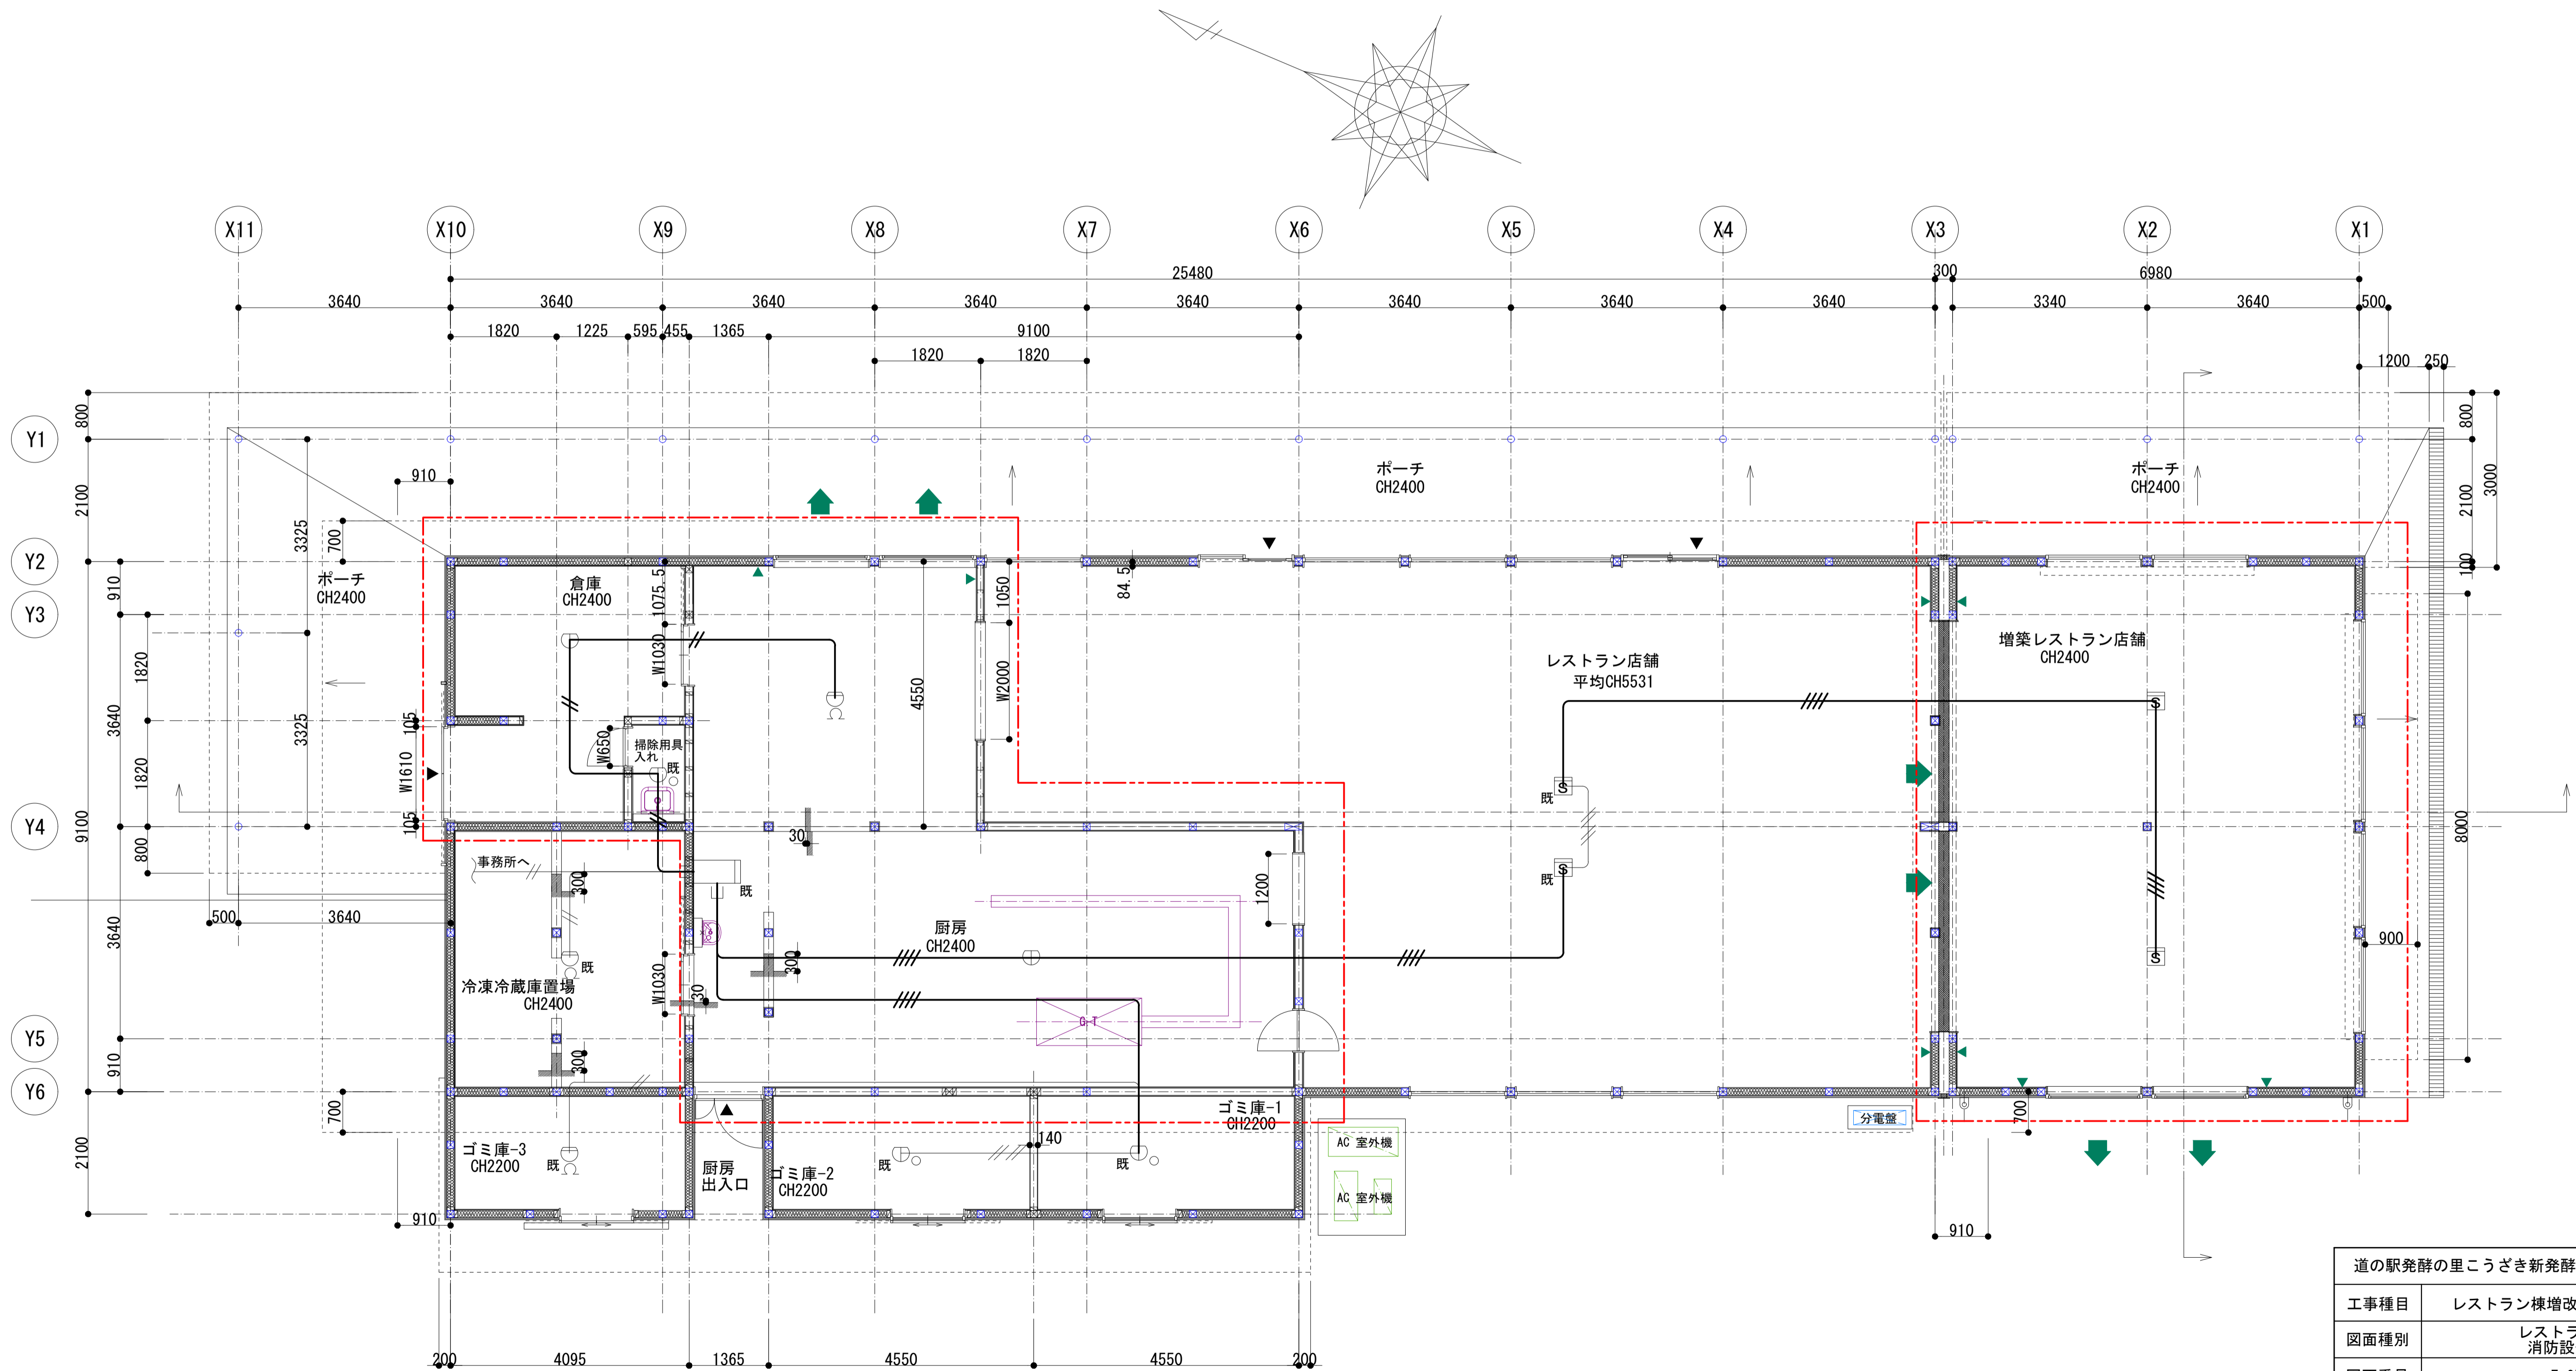 X11
X10
X9
X8
X7
X6
X5
X4
X3
X2
X1
25480
300
6980
3640
3640
3640
3640
3640
3640
3640
3640
3340
3640
500
1820
1225
595
455
1365
9100
1820
1820
1200
250
Y1
Y2
Y3
Y4
Y5
Y6
800
2100
910
3640
9100
3640
910
2100
1820
1820
800
3325
3325
700
910
105
W1610
105
500
3640
700
910
ポーチ
CH2400
ポーチ
CH2400
ポーチ
CH2400
倉庫
CH2400
1075.5
W1030
4550
1050
W2000
84.5
W650
掃除用具
入れ
既
レストラン店舗
平均CH5531
増築レストラン店舗
CH2400
S
S
S
既
S
既
事務所へ
300
既
30
1200
厨房
CH2400
300
冷凍冷蔵庫置場
CH2400
既
W1030
30
G.T
300
ゴミ庫-3
CH2200
既
厨房
出入口
ゴミ庫-2
CH2200
既
140
ゴミ庫-1
CH2200
既
AC 室外機
AC 室外機
分電盤
700
910
900
800
2100
3000
100
8000
200
4095
1365
4550
4550
200
道の駅発酵の里こうざき新発酵
工事種目
レストラン棟増改
図面種別
レストラ
消防設